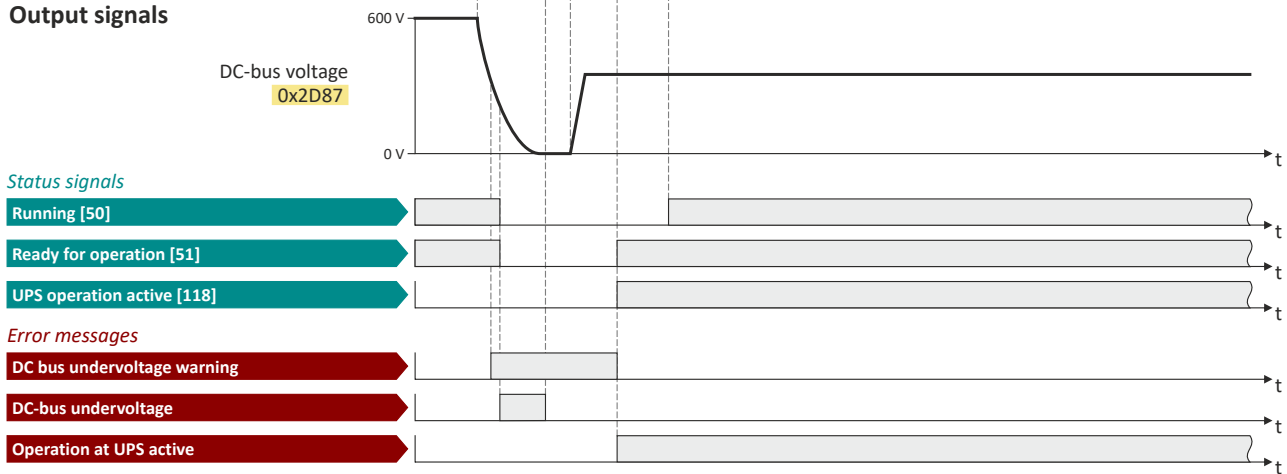 Output signals
600 V
DC-bus voltage
0x2D87
0 V
t
Status signals
Running [50]
t
Ready for operation [51]
t
UPS operation active [118]
t
Error messages
DC bus undervoltage warning
t
DC-bus undervoltage
t
Operation at UPS active
t